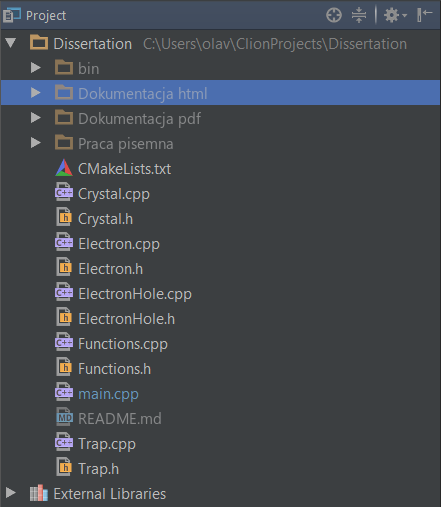 Project
Dissertation C:\Users\olav\ClionProjects\Dissertation
bin
Dokumentacja html
Dokumentacja pdf
Praca pisemna
CMakeLists.txt
C++ Crystal.cpp
h Crystal.h
C++ Electron.cpp
h Electron.h
C++ ElectronHole.cpp
h ElectronHole.h
C++ Functions.cpp
h Functions.h
C++ main.cpp
MD README.md
C++ Trap.cpp
h Trap.h
External Libraries